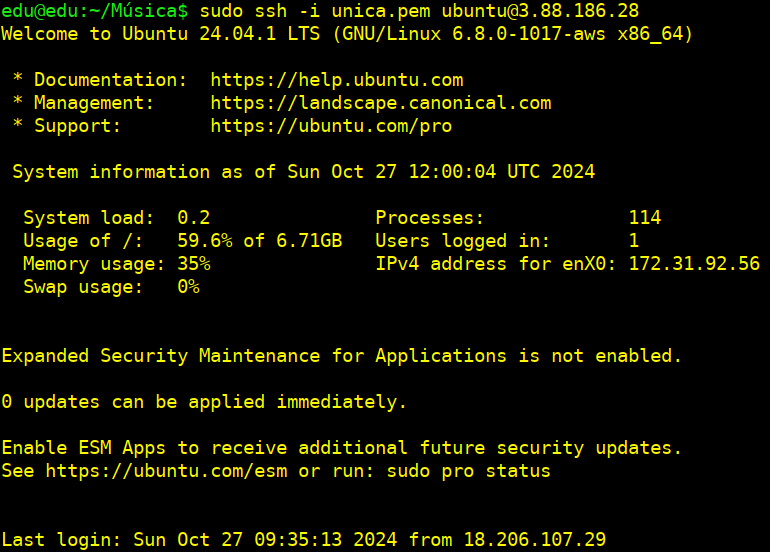 edu@edu:~/Música$ sudo ssh -i unica.pem ubuntu@3.88.186.28
Welcome to Ubuntu 24.04.1 LTS (GNU/Linux 6.8.0-1017-aws x86_64)
* Documentation:  https://help.ubuntu.com
* Management:     https://landscape.canonical.com
* Support:        https://ubuntu.com/pro
System information as of Sun Oct 27 12:00:04 UTC 2024
System load:  0.2               Processes:             114
Usage of /:   59.6% of 6.71GB   Users logged in:       1
Memory usage: 35%               IPv4 address for enX0: 172.31.92.56
Swap usage:   0%
Expanded Security Maintenance for Applications is not enabled.
0 updates can be applied immediately.
Enable ESM Apps to receive additional future security updates.
See https://ubuntu.com/esm or run: sudo pro status
Last login: Sun Oct 27 09:35:13 2024 from 18.206.107.29